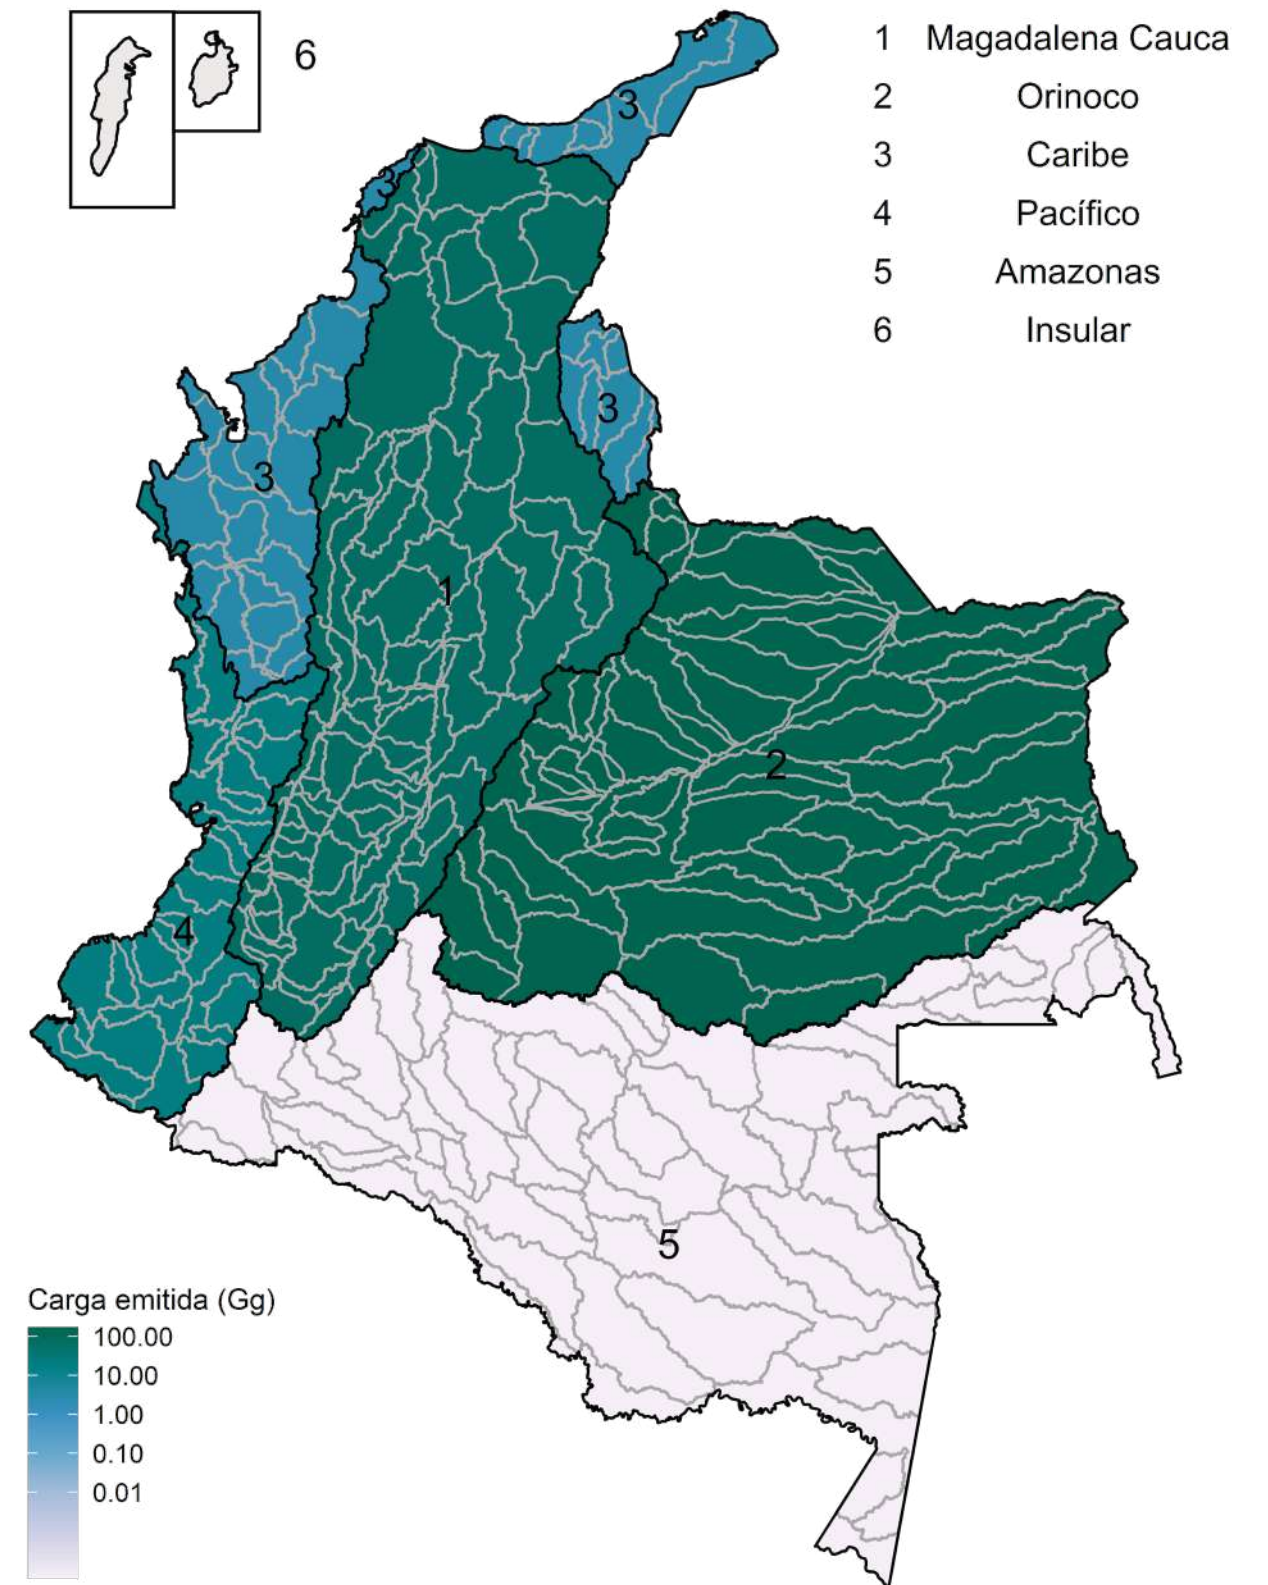 6
1 Magadalena Cauca
2 Orinoco
3 Caribe
4 Pacífico
5 Amazonas
6 Insular
3
3
3
3
1
2
4
5
Carga emitida (Gg)
100.00
10.00
1.00
0.10
0.01